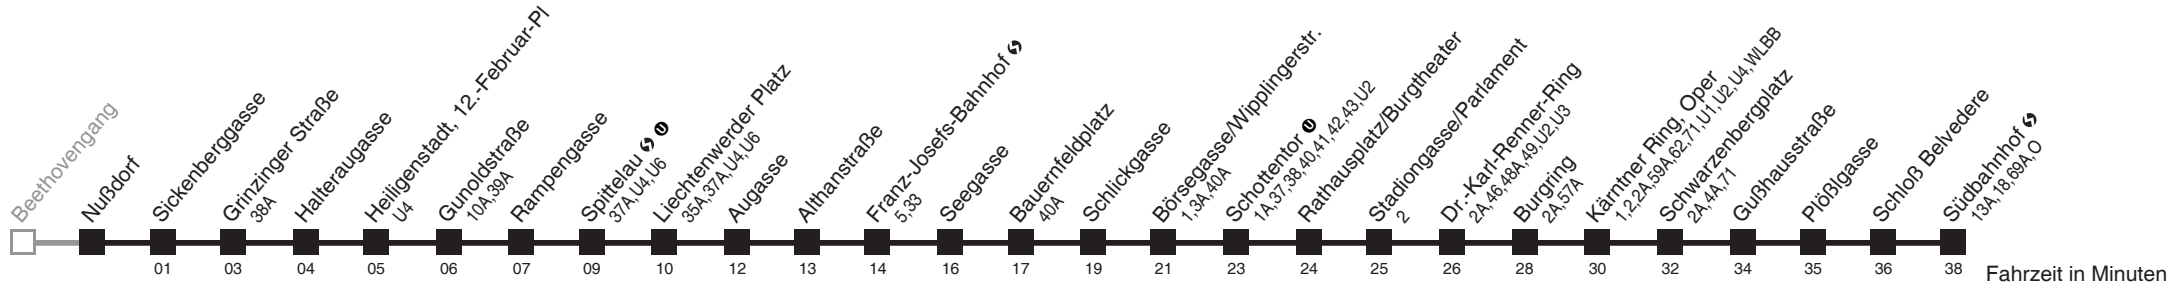 Beethovengang
Nußdorf
Sickenberggasse
Grinzinger Straße
38A
Halteraugasse
Heiligenstadt, 12.-Februar-Pl
U4
Gunoldstraße
10A,39A
Rampengasse
Spittelau S U
37A,U4,U6
Liechtenwerder Platz
35A,37A,U4,U6
Augasse
Althanstraße
Franz-Josefs-Bahnhof S
5,33
Seegasse
Bauernfeldplatz
40A
Schlickgasse
Börsegasse/Wipplingerstr.
1,3A,40A
Schottentor U
1A,37,38,40,41,42,43,U2
Rathausplatz/Burgtheater
Stadiongasse/Parlament
2
Dr.-Karl-Renner-Ring
2A,46,48A,49,U2,U3
Burgring
2A,57A
Kärntner Ring, Oper
1,2,2A,59A,62,71,U1,U2,U4,WLBB
Schwarzenbergplatz
2A,4A,71
Gußhausstraße
Plößlgasse
Schloß Belvedere
Südbahnhof S
13A,18,69A,O
01 03 04 05 06 07 09 10 12 13 14 16 17 19 21 23 24 25 26 28 30 32 34 35 36 38 Fahrzeit in Minuten